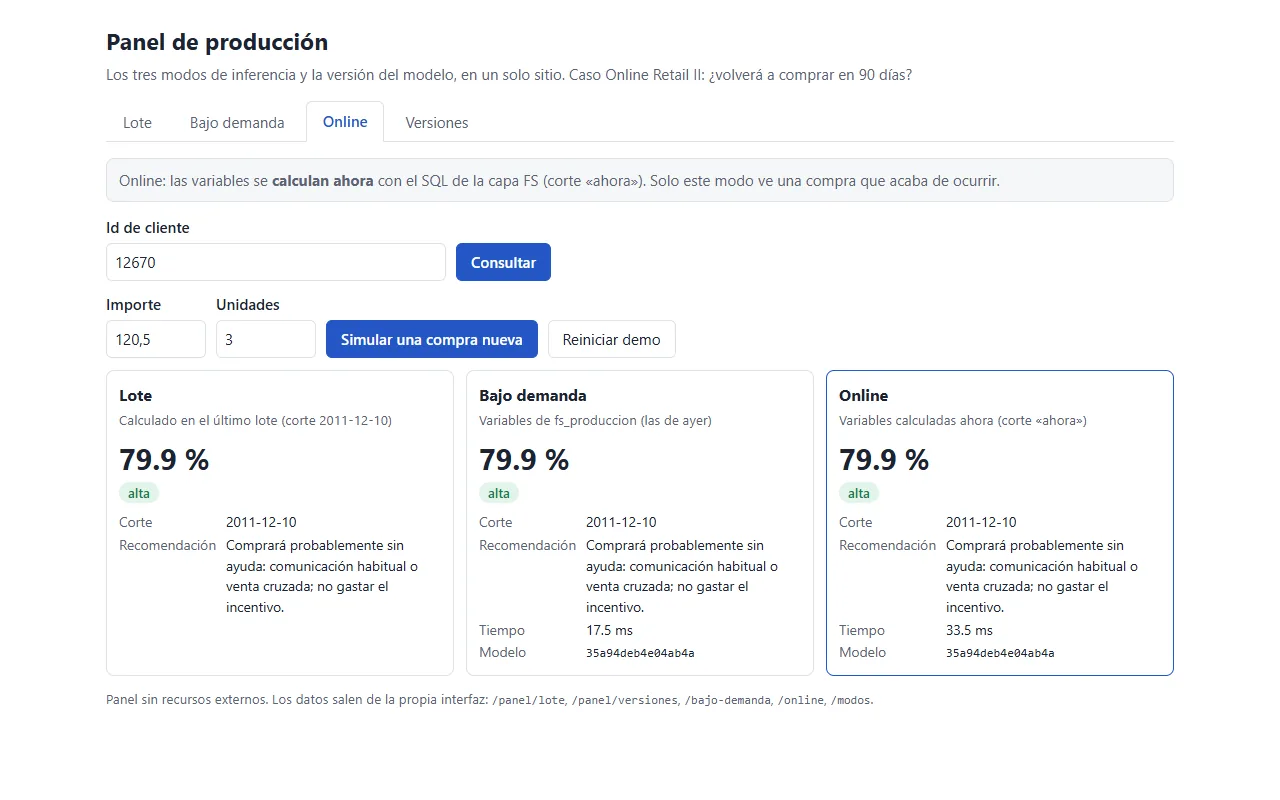 Panel de producción
Los tres modos de inferencia y la versión del modelo, en un solo sitio. Caso Online Retail II: ¿volverá a comprar en 90 días?
Lote
Bajo demanda
Online
Versiones
Online: las variables se calculan ahora con el SQL de la capa FS (corte «ahora»). Solo este modo ve una compra que acaba de ocurrir.
Id de cliente
12670
Consultar
Importe
Unidades
120,5
3
Simular una compra nueva
Reiniciar demo
Lote
Calculado en el último lote (corte 2011-12-10)
79.9 %
alta
Corte 2011-12-10
Recomendación Comprará probablemente sin
ayuda: comunicación habitual o
venta cruzada; no gastar el
incentivo.
Bajo demanda
Variables de fs_produccion (las de ayer)
79.9 %
alta
Corte 2011-12-10
Recomendación Comprará probablemente sin
ayuda: comunicación habitual o
venta cruzada; no gastar el
incentivo.
Tiempo 17.5 ms
Modelo 35a94deb4e04ab4a
Online
Variables calculadas ahora (corte «ahora»)
79.9 %
alta
Corte 2011-12-10
Recomendación Comprará probablemente sin
ayuda: comunicación habitual o
venta cruzada; no gastar el
incentivo.
Tiempo 33.5 ms
Modelo 35a94deb4e04ab4a
Panel sin recursos externos. Los datos salen de la propia interfaz: /panel/lote, /panel/versiones, /bajo-demanda, /online, /modos.